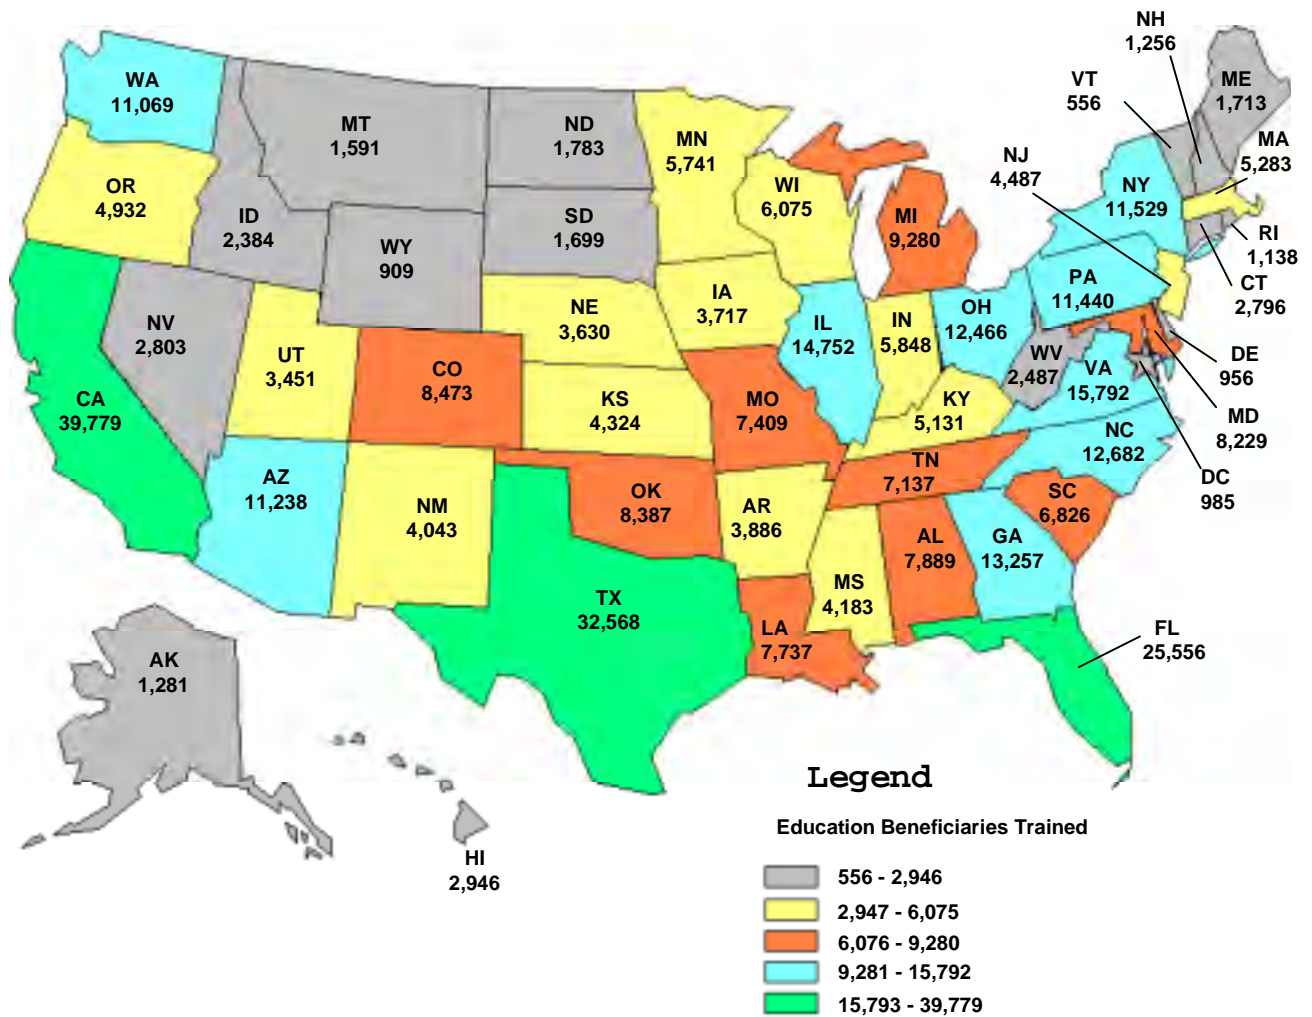 NH
1,256
VT
556
ME
1,713
WA
11,069
MT
1,591
ND
1,783
MN
5,741
MA
5,283
NJ
4,487
OR
4,932
ID
2,384
WI
6,075
NY
11,529
MI
9,280
SD
1,699
WY
909
RI
1,138
CT
2,796
PA
11,440
NE
3,630
IA
3,717
OH
12,466
NV
2,803
IL
14,752
IN
5,848
UT
3,451
CO
8,473
WV
2,487
VA
15,792
DE
956
CA
39,779
KS
4,324
MO
7,409
KY
5,131
MD
8,229
NC
12,682
TN
7,137
DC
985
AZ
11,238
NM
4,043
OK
8,387
AR
3,886
SC
6,826
AL
7,889
GA
13,257
MS
4,183
TX
32,568
LA
7,737
FL
25,556
AK
1,281
HI
2,946
Legend
Education Beneficiaries Trained
556 - 2,946
2,947 - 6,075
6,076 - 9,280
9,281 - 15,792
15,793 - 39,779